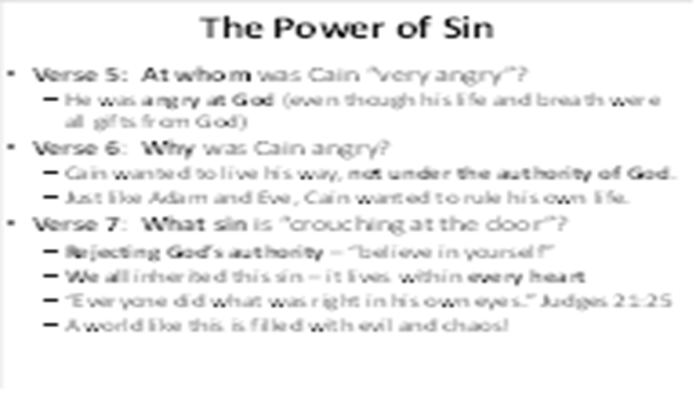 The Power of Sin
• Verse 5: At whom was Cain "very angry"?
– He was angry at God (even though his life and breath were
all gifts from God)
• Verse 6: Why was Cain angry?
– Cain wanted to live his way, not under the authority of God.
– Just like Adam and Eve, Cain wanted to rule his own life.
• Verse 7: What sin is "crouching at the door"?
– Rejecting God's authority – "believe in yourself"
– We all inherited this sin – it lives within every heart
– "Everyone did what was right in his own eyes." Judges 21:25
– A world like this is filled with evil and chaos!